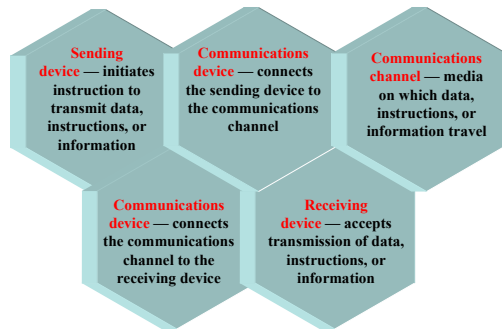 Sending
device — initiates
instruction to
transmit data,
instructions, or
information
Communications
device — connects
the sending device to
the communications
channel
Communications
channel — media
on which data,
instructions, or
information travel
Communications
device — connects
the communications
channel to the
receiving device
Receiving
device — accepts
transmission of data,
instructions, or
information